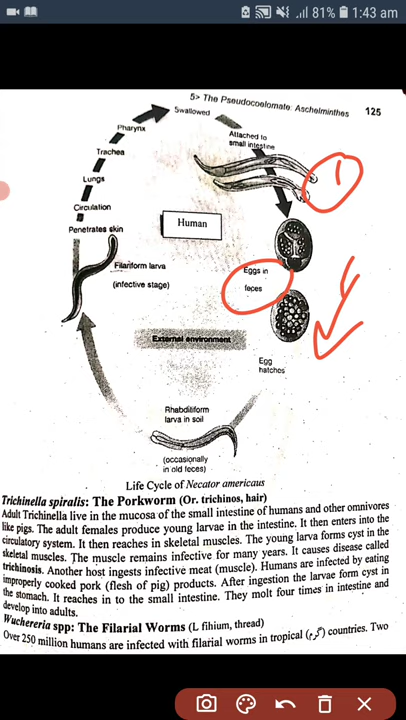 81% 1:43 am
5> The Pseudocoelomate: Aschelminthes 125
Swallowed
Pharynx
Attached to
small intestine
Trachea
Lungs
Circulation
Penetrates skin
Human
Filariform larva
(infective stage)
Eggs in
feces
External environment
Egg
hatches
Rhabditiform
larva in soil
(occasionally
in old feces)
Life Cycle of Necator americaus
Trichinella spiralis: The Porkworm (Or. trichinos, hair)
Adult Trichinella live in the mucosa of the small intestine of humans and other omnivores
like pigs. The adult females produce young larvae in the intestine. It then enters into the
circulatory system. It then reaches in skeletal muscles. The young larva forms cyst in the
skeletal muscles. The muscle remains infective for many years. It causes disease called
trichinosis. Another host ingests infective meat (muscle). Humans are infected by eating
improperly cooked pork (flesh of pig) products. After ingestion the larvae form cyst in
the stomach. It reaches in to the small intestine. They molt four times in intestine and
develop into adults.
Wuchereria spp: The Filarial Worms (L fihium, thread)
Over 250 million humans are infected with filarial worms in tropical (گرم) countries. Two